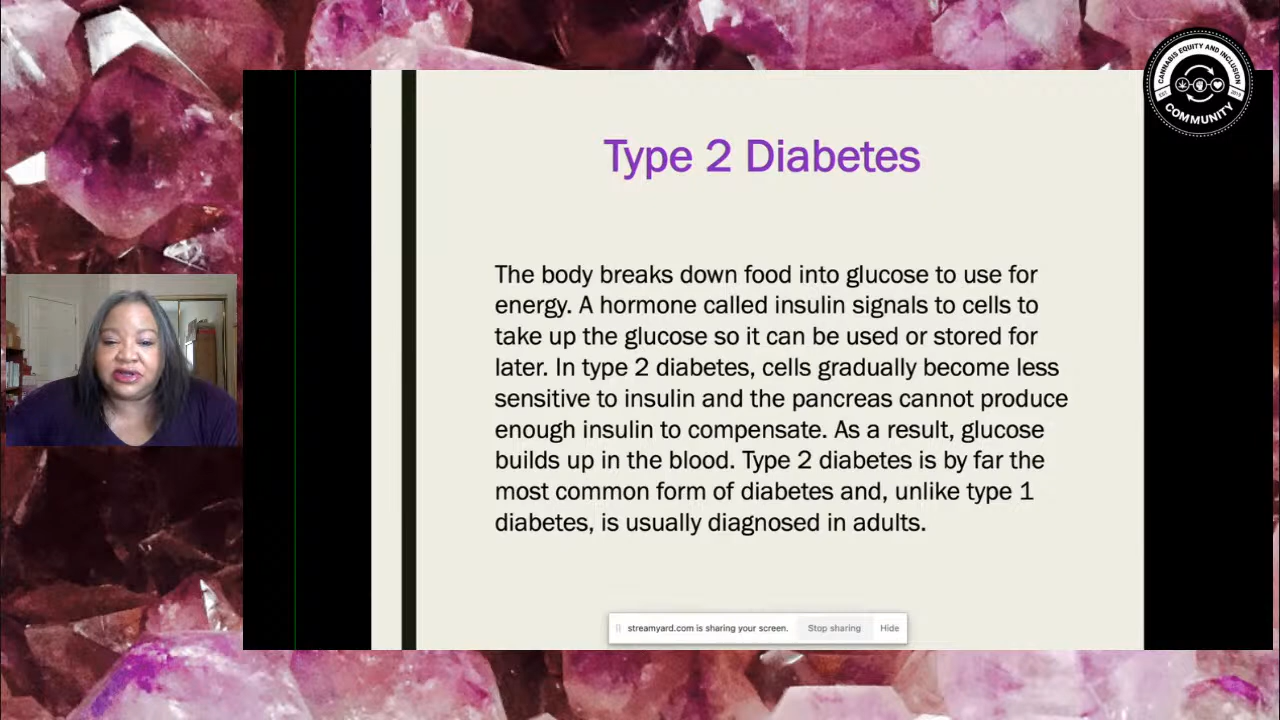 CANNABIS EQUITY AND INCLUSION
EST.
2018
COMMUNITY
Type 2 Diabetes
The body breaks down food into glucose to use for
energy. A hormone called insulin signals to cells to
take up the glucose so it can be used or stored for
later. In type 2 diabetes, cells gradually become less
sensitive to insulin and the pancreas cannot produce
enough insulin to compensate. As a result, glucose
builds up in the blood. Type 2 diabetes is by far the
most common form of diabetes and, unlike type 1
diabetes, is usually diagnosed in adults.
streamyard.com is sharing your screen. Stop sharing Hide